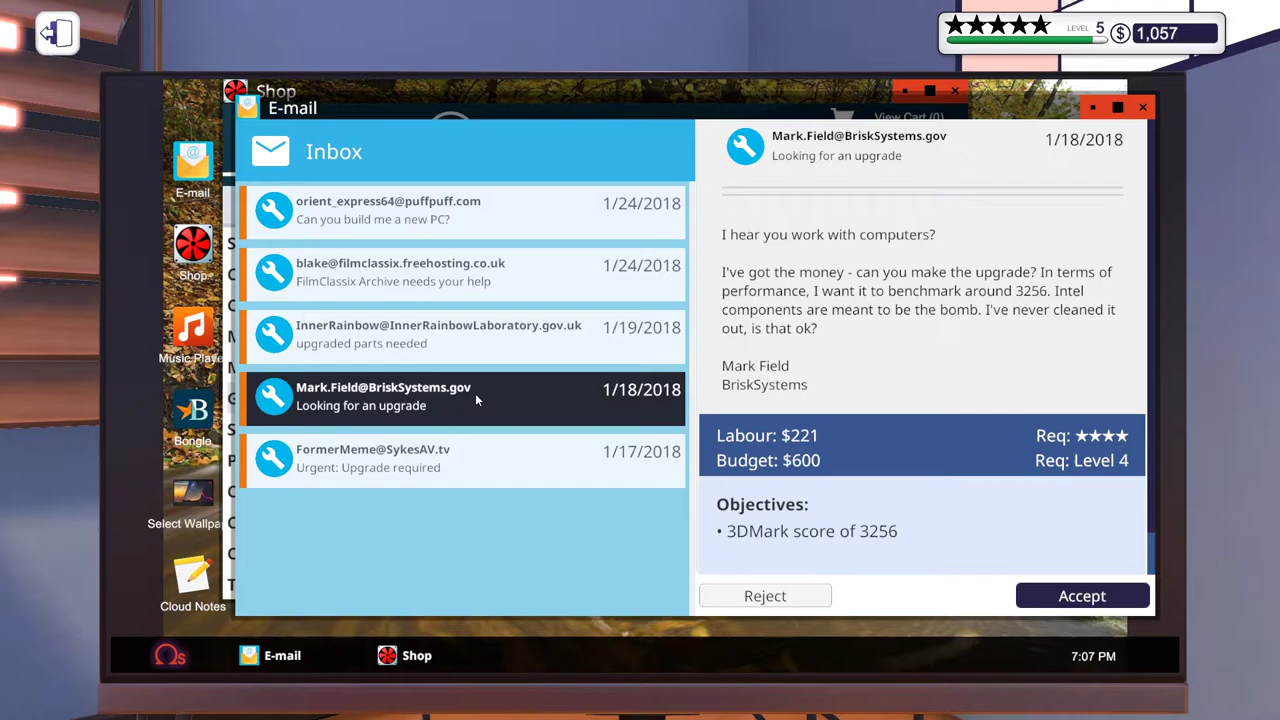 ★★★★★ LEVEL 5 $ 1,057
Shop
View Cart (0)
E-mail
Inbox
orient_express64@puffpuff.com 1/24/2018
Can you build me a new PC?
blake@filmclassix.freehosting.co.uk 1/24/2018
FilmClassix Archive needs your help
InnerRainbow@InnerRainbowLaboratory.gov.uk 1/19/2018
upgraded parts needed
Mark.Field@BriskSystems.gov 1/18/2018
Looking for an upgrade
FormerMeme@SykesAV.tv 1/17/2018
Urgent: Upgrade required
Mark.Field@BriskSystems.gov 1/18/2018
Looking for an upgrade
I hear you work with computers?
I've got the money - can you make the upgrade? In terms of
performance, I want it to benchmark around 3256. Intel
components are meant to be the bomb. I've never cleaned it
out, is that ok?
Mark Field
BriskSystems
Labour: $221 Req: ★★★★
Budget: $600 Req: Level 4
Objectives:
• 3DMark score of 3256
Reject Accept
E-mail
Shop
Music Playe
Bongle
Select Wallpa
Cloud Notes
Ωs E-mail Shop 7:07 PM